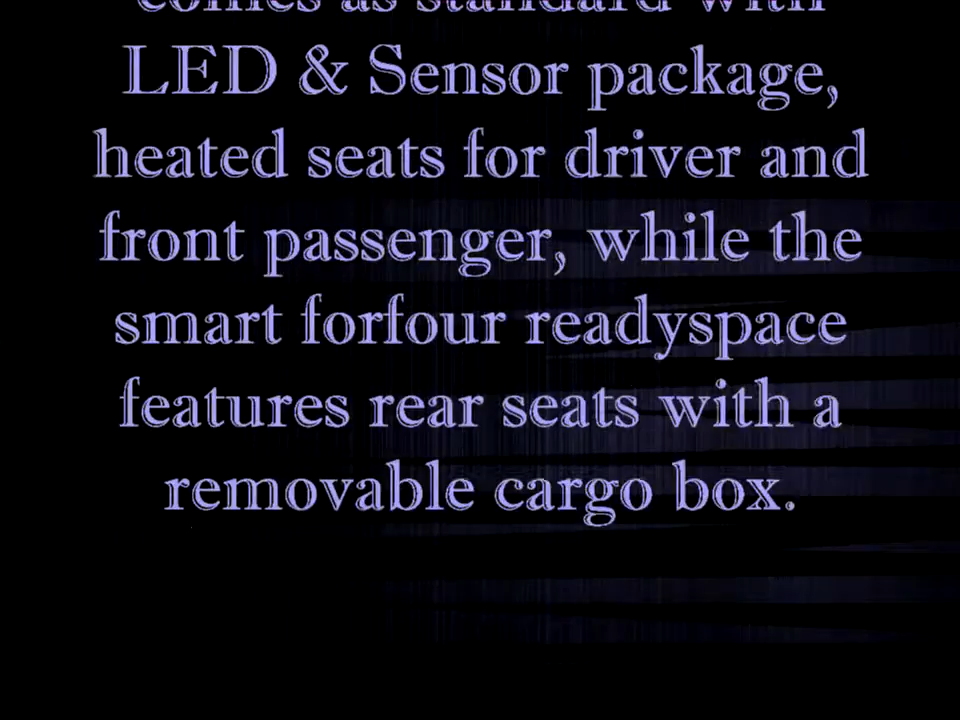 comes as standard with
LED & Sensor package,
heated seats for driver and
front passenger, while the
smart forfour readyspace
features rear seats with a
removable cargo box.